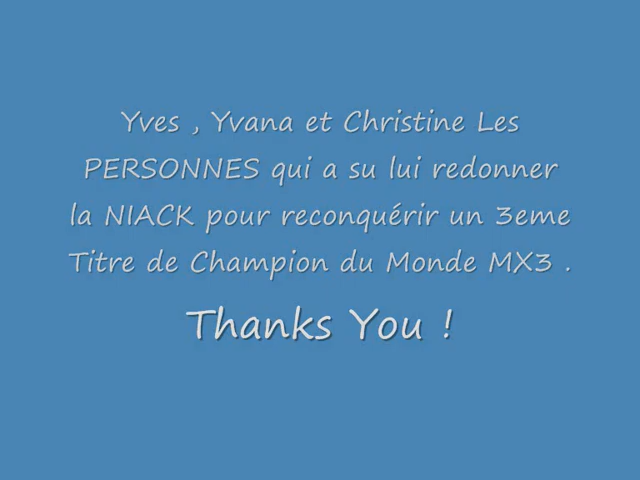 Yves , Yvana et Christine Les
PERSONNES qui a su lui redonner
la NIACK pour reconquérir un 3eme
Titre de Champion du Monde MX3 .
Thanks You !